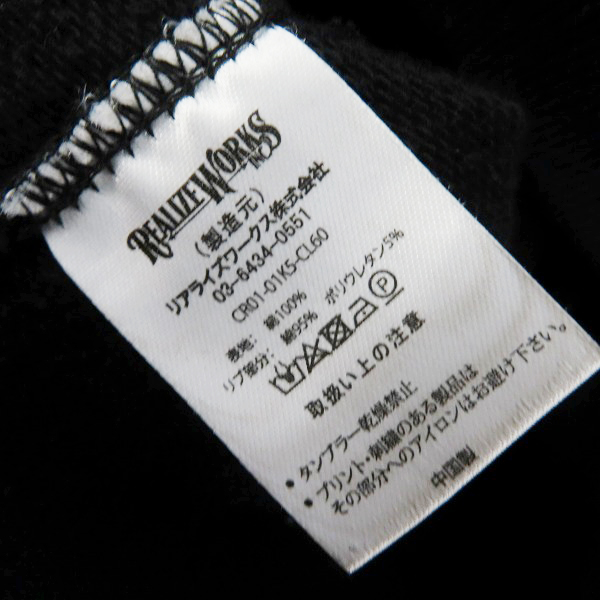 REALIZE WORKS INC
（製造元）
リアライズワークス株式会社
03-6434-0551
CR01-01K5-CL60
表地： 綿100%
リブ部分： 綿95% ポリウレタン5%
P
取扱い上の注意
• タンブラー乾燥禁止
• プリント・刺繍のある製品は
その部分へのアイロンはお避け下さい。
中国製